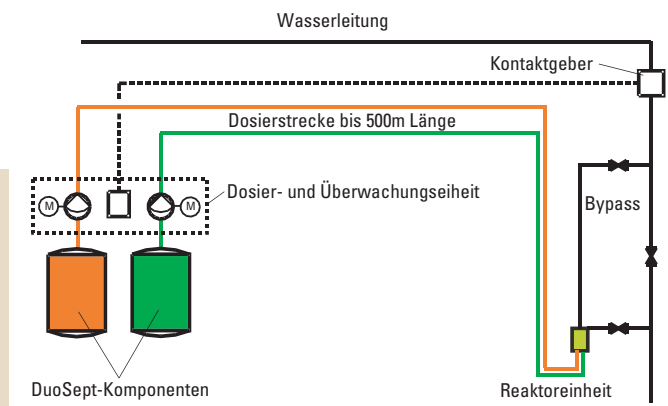 Wasserleitung
Kontaktgeber
Dosierstrecke bis 500m Länge
Dosier- und Überwachungseiheit
M
M
Bypass
DuoSept-Komponenten
Reaktoreinheit